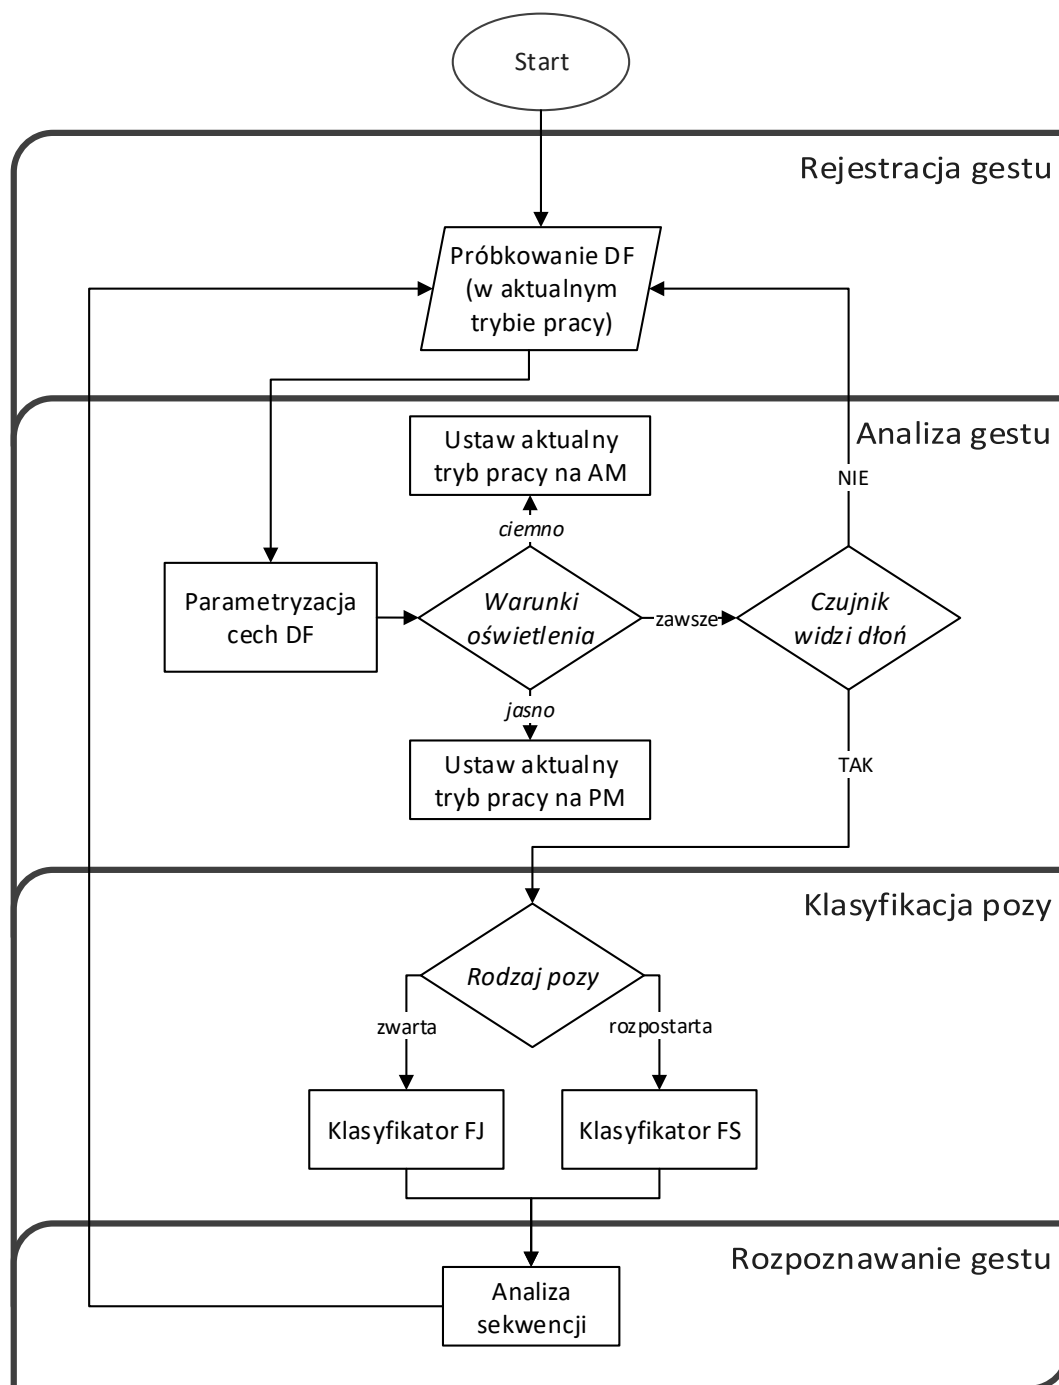 Start
Rejestracja gestu
Próbkowanie DF
(w aktualnym
trybie pracy)
Analiza gestu
Ustaw aktualny
tryb pracy na AM
NIE
ciemno
Parametryzacja
cech DF
Warunki
oświetlenia
zawsze
Czujnik
widzi dłoń
jasno
Ustaw aktualny
tryb pracy na PM
TAK
Klasyfikacja pozy
Rodzaj pozy
zwarta
rozpostarta
Klasyfikator FJ
Klasyfikator FS
Rozpoznawanie gestu
Analiza
sekwencji